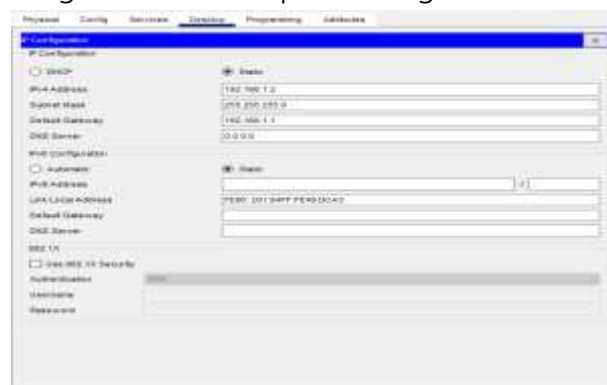 Physical Config Services Desktop Programming Attributes
IP Configuration
IP Configuration
DHCP Static
IPv4 Address 192.168.1.2
Subnet Mask 255.255.255.0
Default Gateway 192.168.1.1
DNS Server 0.0.0.0
IPv6 Configuration
Automatic Static
IPv6 Address /
Link Local Address
Default Gateway
DNS Server
802.1X
Use 802.1X Security
Authentication
Username
Password